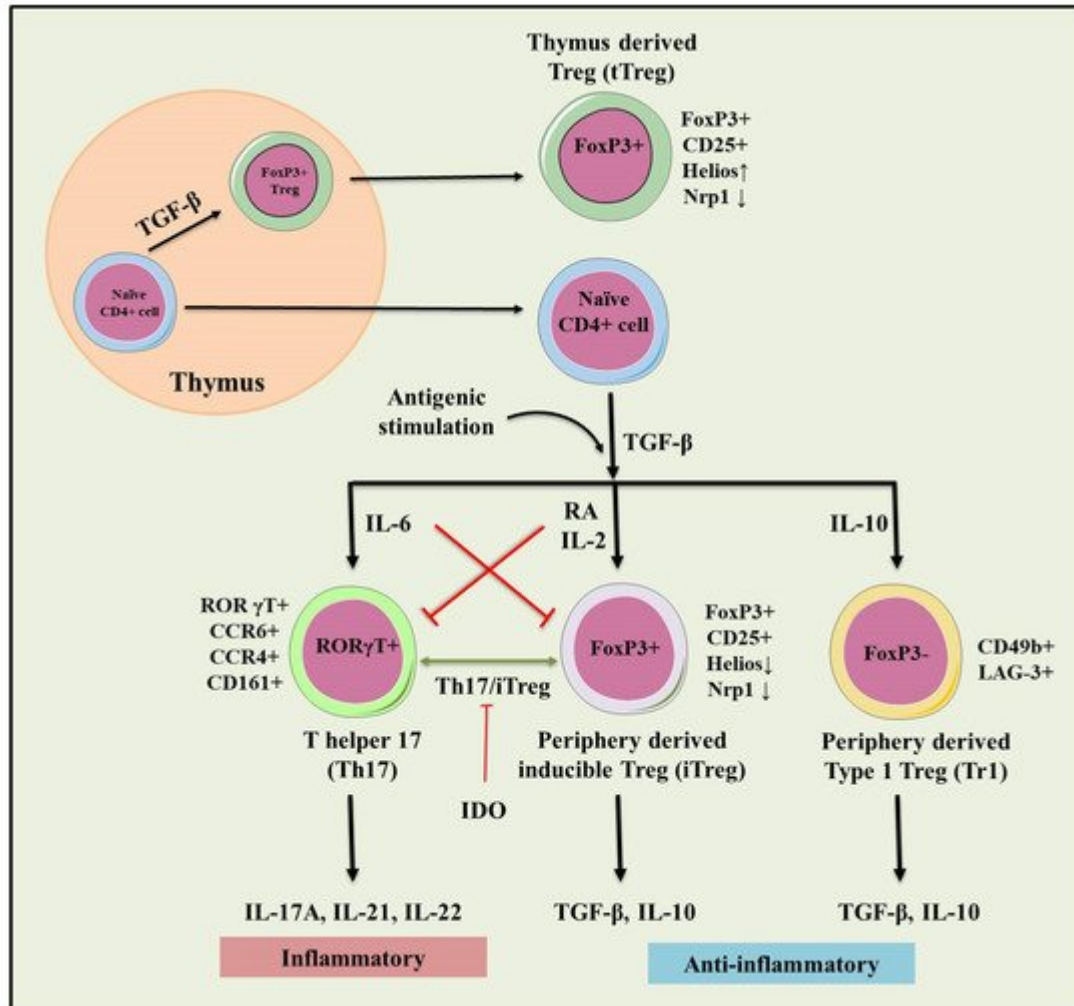 Thymus derived
Treg (tTreg)
FoxP3+
FoxP3+
CD25+
Helios↑
Nrp1 ↓
FoxP3+
Treg
TGF-β
Naïve
CD4+ cell
Thymus
Naïve
CD4+ cell
Antigenic
stimulation
TGF-β
IL-6
RA
IL-2
IL-10
ROR γT+
CCR6+
CCR4+
CD161+
RORγT+
Th17/iTreg
FoxP3+
FoxP3+
CD25+
Helios↓
Nrp1 ↓
FoxP3-
CD49b+
LAG-3+
T helper 17
(Th17)
IDO
Periphery derived
inducible Treg (iTreg)
Periphery derived
Type 1 Treg (Tr1)
IL-17A, IL-21, IL-22
TGF-β, IL-10
TGF-β, IL-10
Inflammatory
Anti-inflammatory